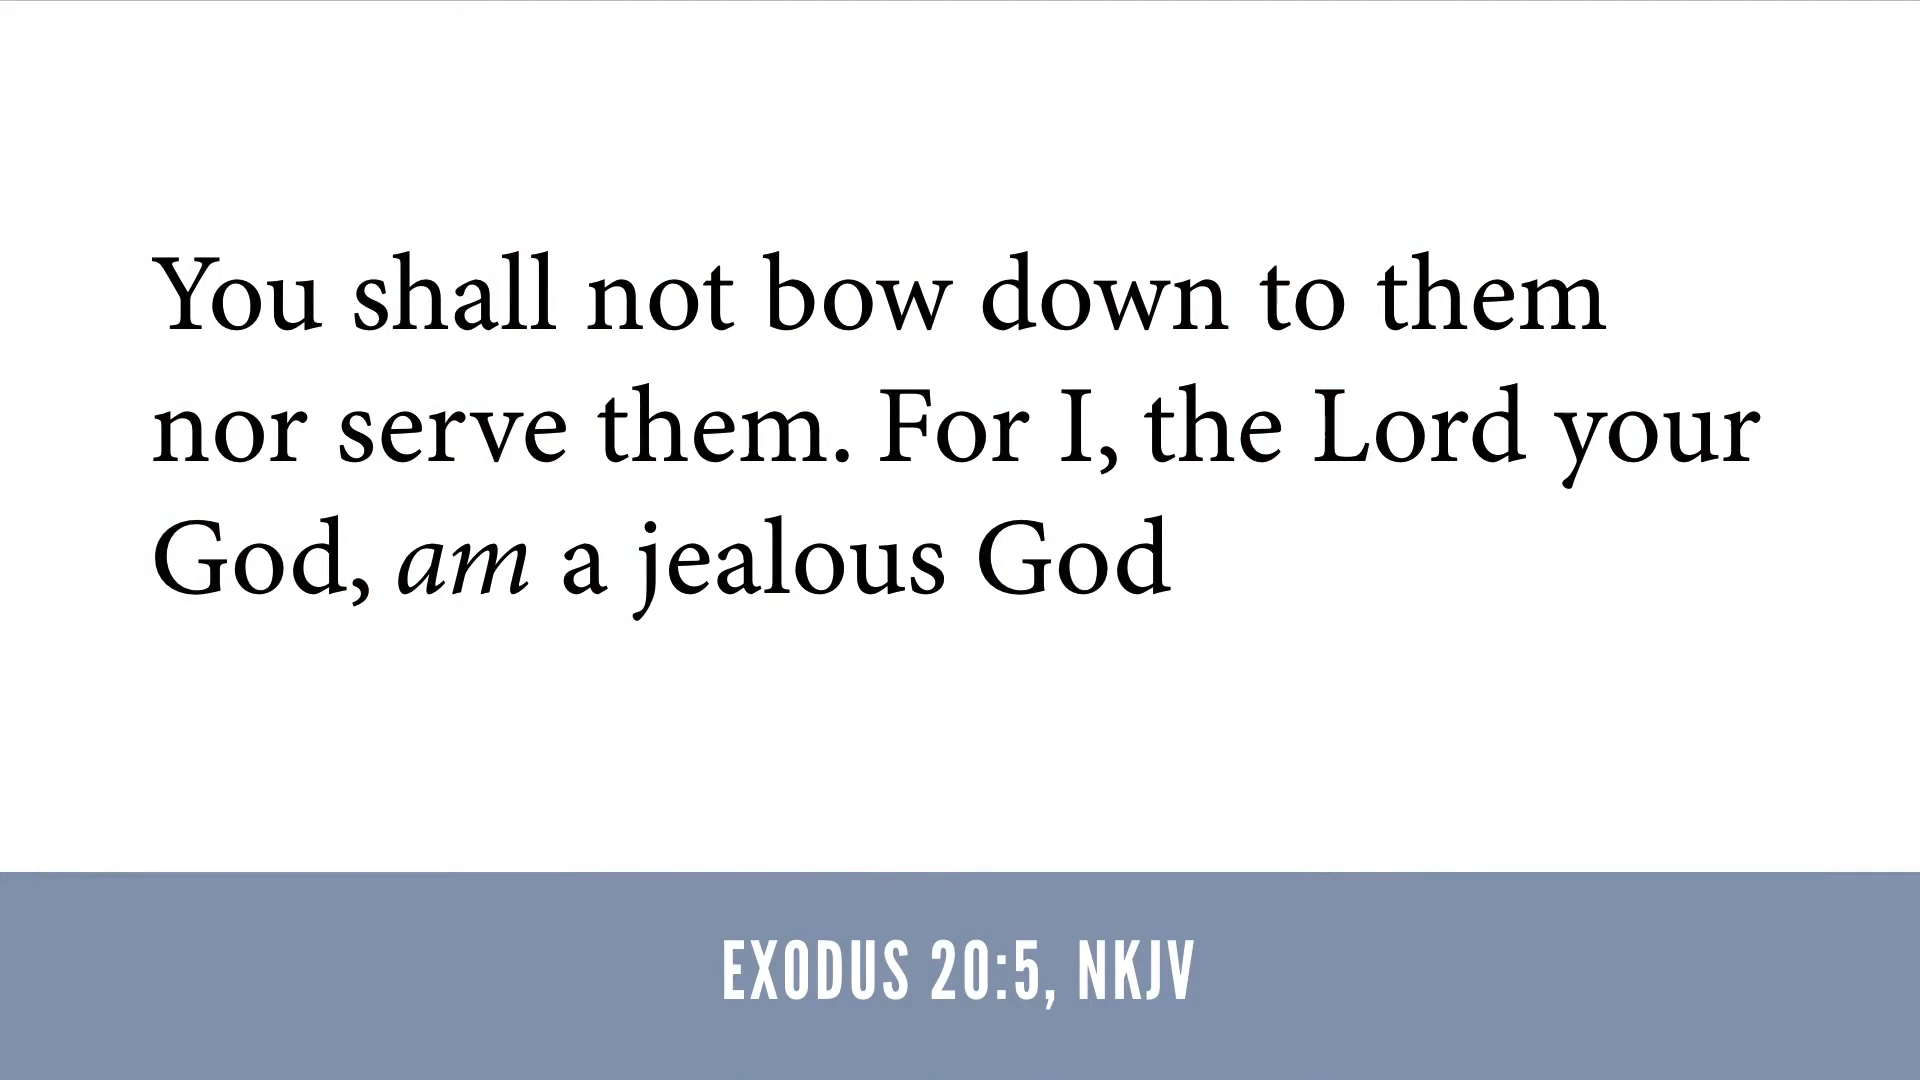 You shall not bow down to them
nor serve them. For I, the Lord your
God, am a jealous God
EXODUS 20:5, NKJV